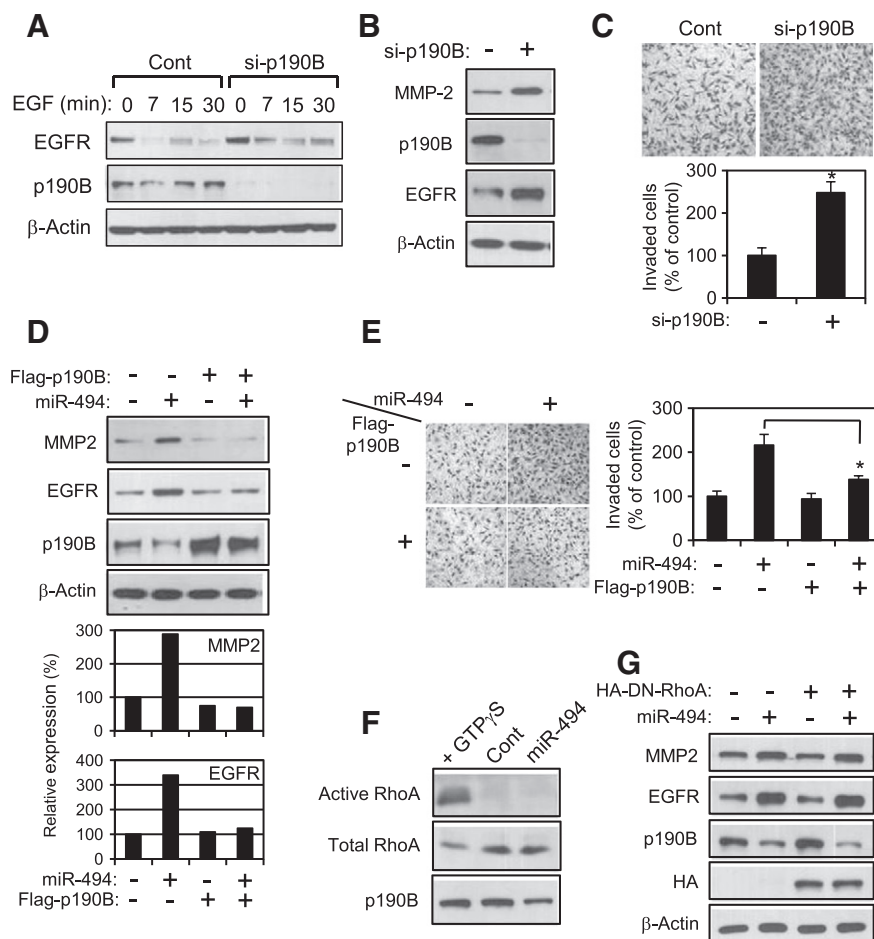 A
Cont si-p190B
EGF (min): 0 7 15 30 0 7 15 30
EGFR
p190B
β-Actin
B
si-p190B: - +
MMP-2
p190B
EGFR
β-Actin
C
Cont si-p190B
300
200
100
0
Invaded cells
(% of control)
*
si-p190B: - +
D
Flag-p190B: - - + +
miR-494: - + - +
MMP2
EGFR
p190B
β-Actin
Relative expression (%)
300
200
100
0
MMP2
400
300
200
100
0
EGFR
miR-494: - + - +
Flag-p190B: - - + +
E
miR-494 - +
Flag-
p190B
-
+
300
200
100
0
Invaded cells
(% of control)
*
miR-494: - + - +
Flag-p190B: - - + +
F
+ GTPγS Cont miR-494
Active RhoA
Total RhoA
p190B
G
HA-DN-RhoA: - - + +
miR-494: - + - +
MMP2
EGFR
p190B
HA
β-Actin